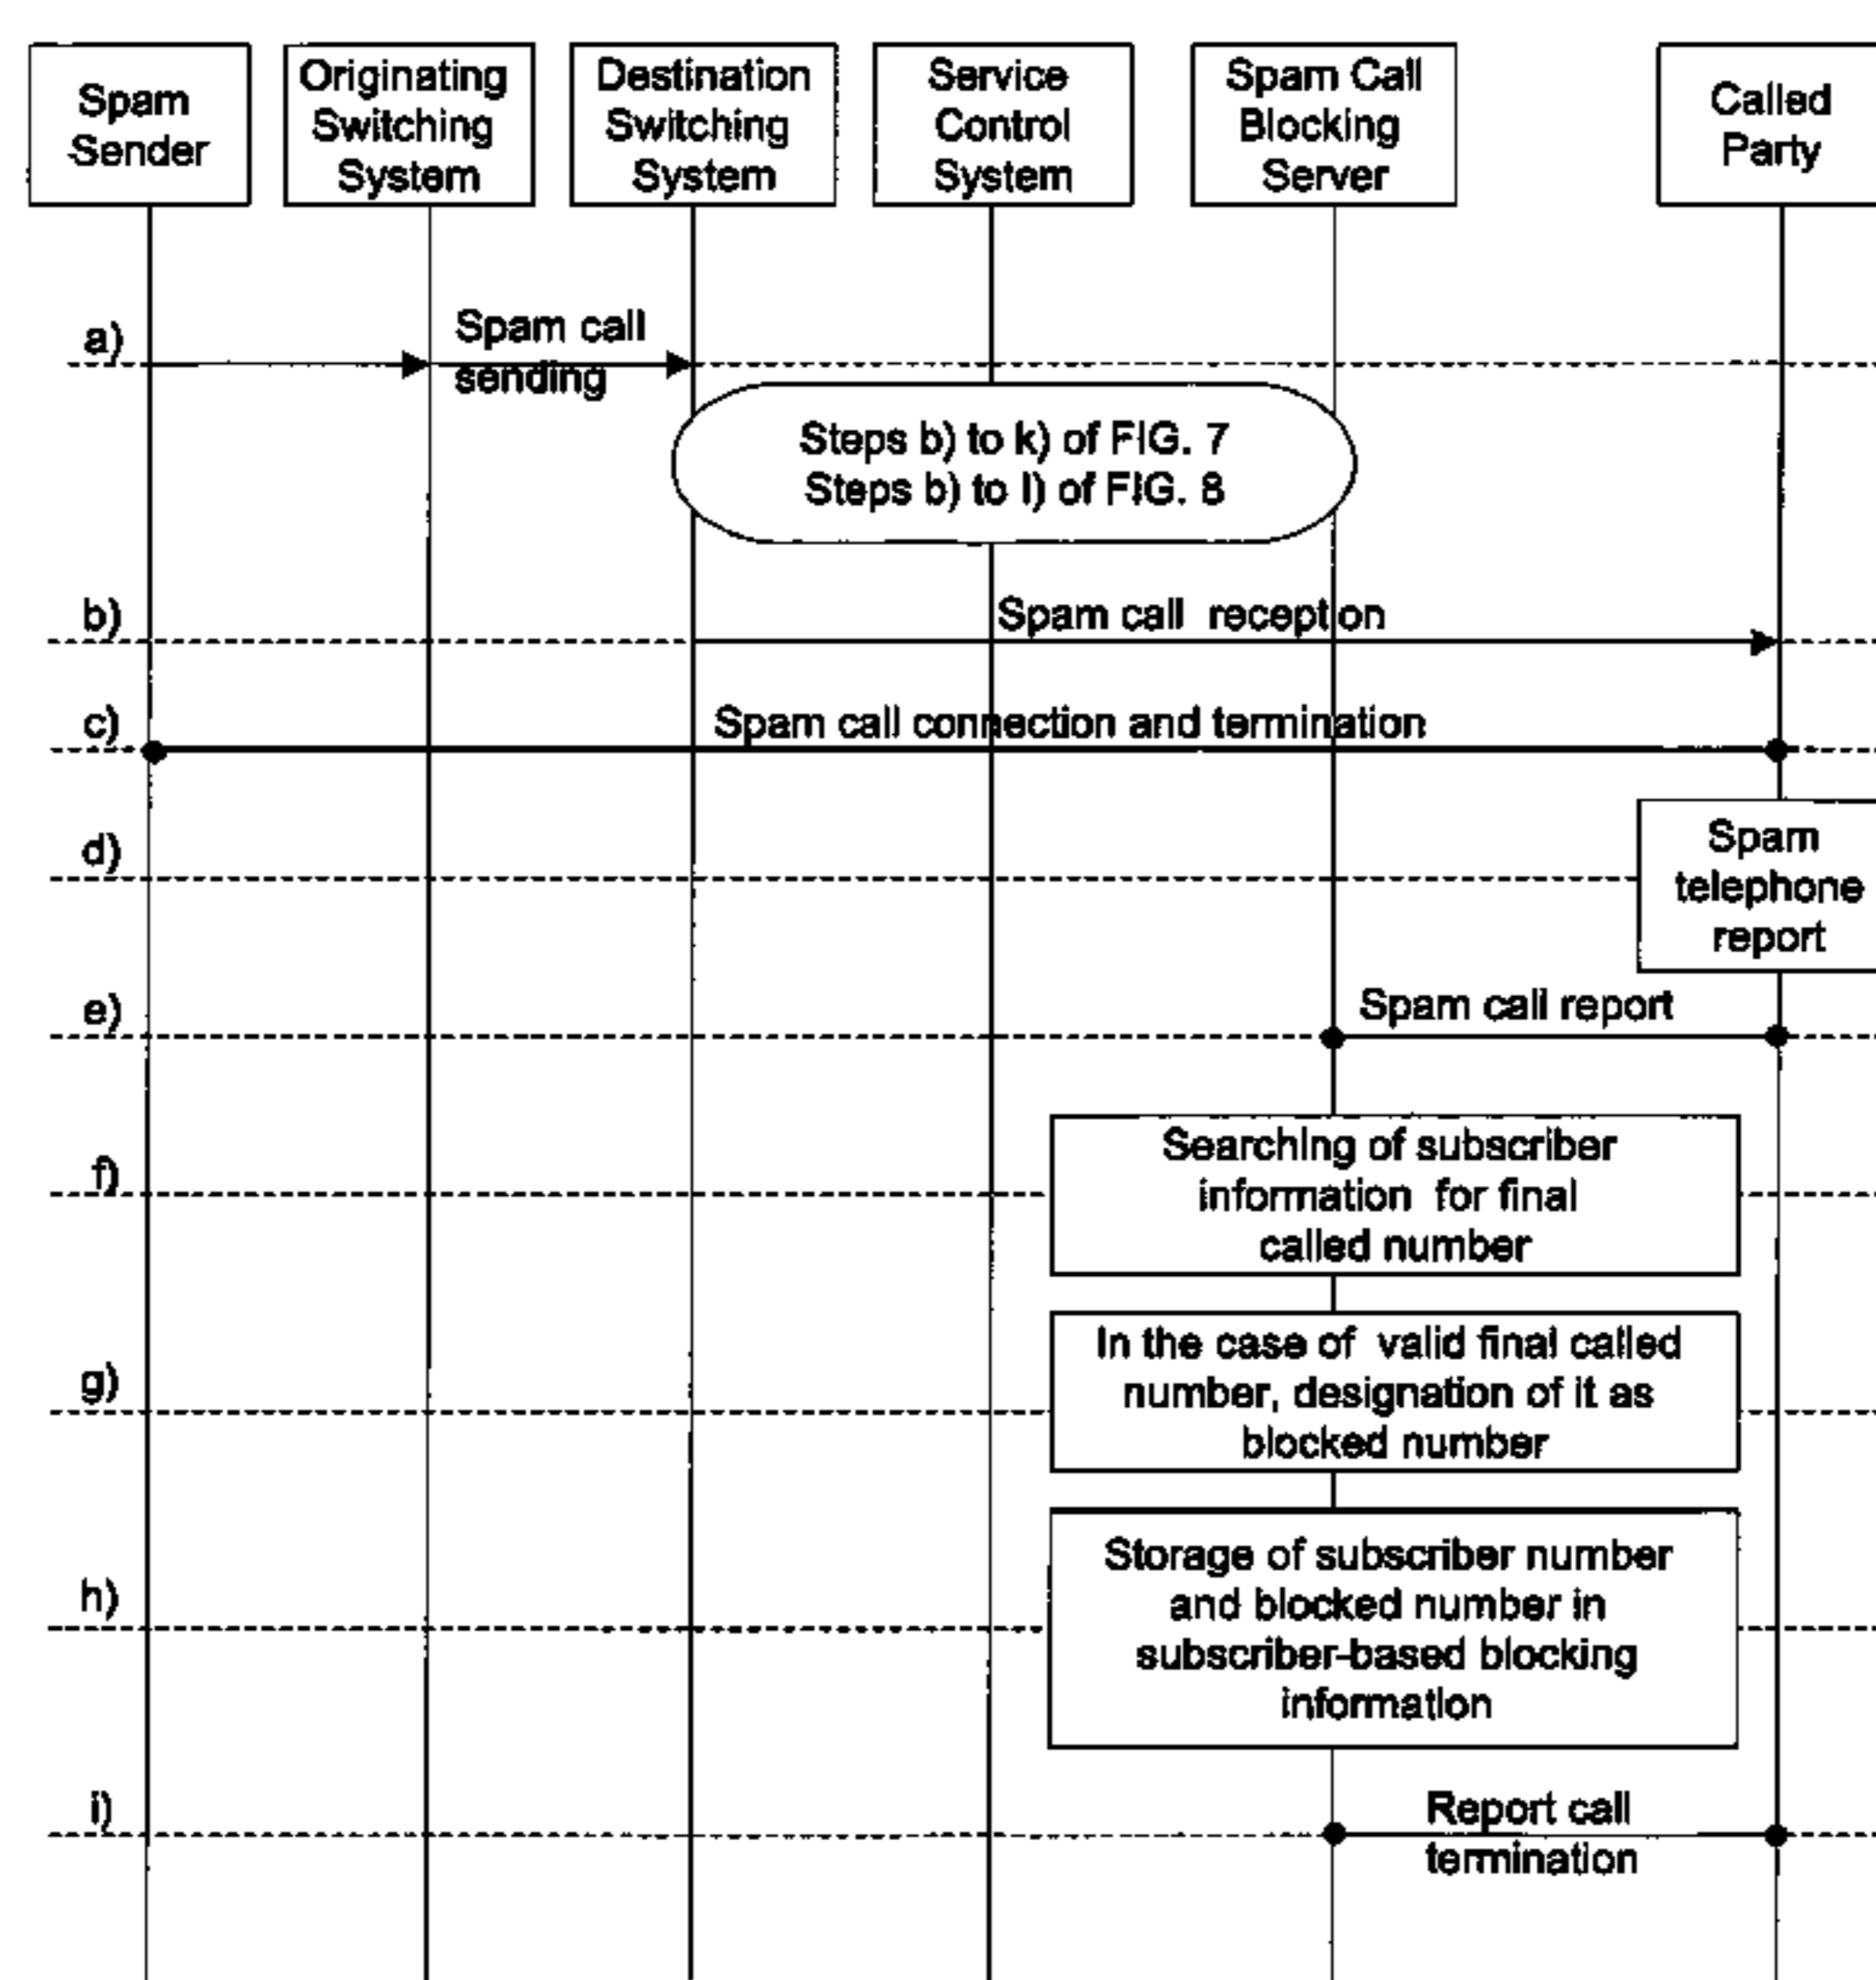 Spam
Sender
Originating
Switching
System
Destination
Switching
System
Service
Control
System
Spam Call
Blocking
Server
Called
Party
a)
Spam call
sending
Steps b) to k) of FIG. 7
Steps b) to l) of FIG. 8
b)
Spam call reception
c)
Spam call connection and termination
d)
Spam
telephone
report
e)
Spam call report
f)
Searching of subscriber
information for final
called number
g)
In the case of valid final called
number, designation of it as
blocked number
h)
Storage of subscriber number
and blocked number in
subscriber-based blocking
information
i)
Report call
termination